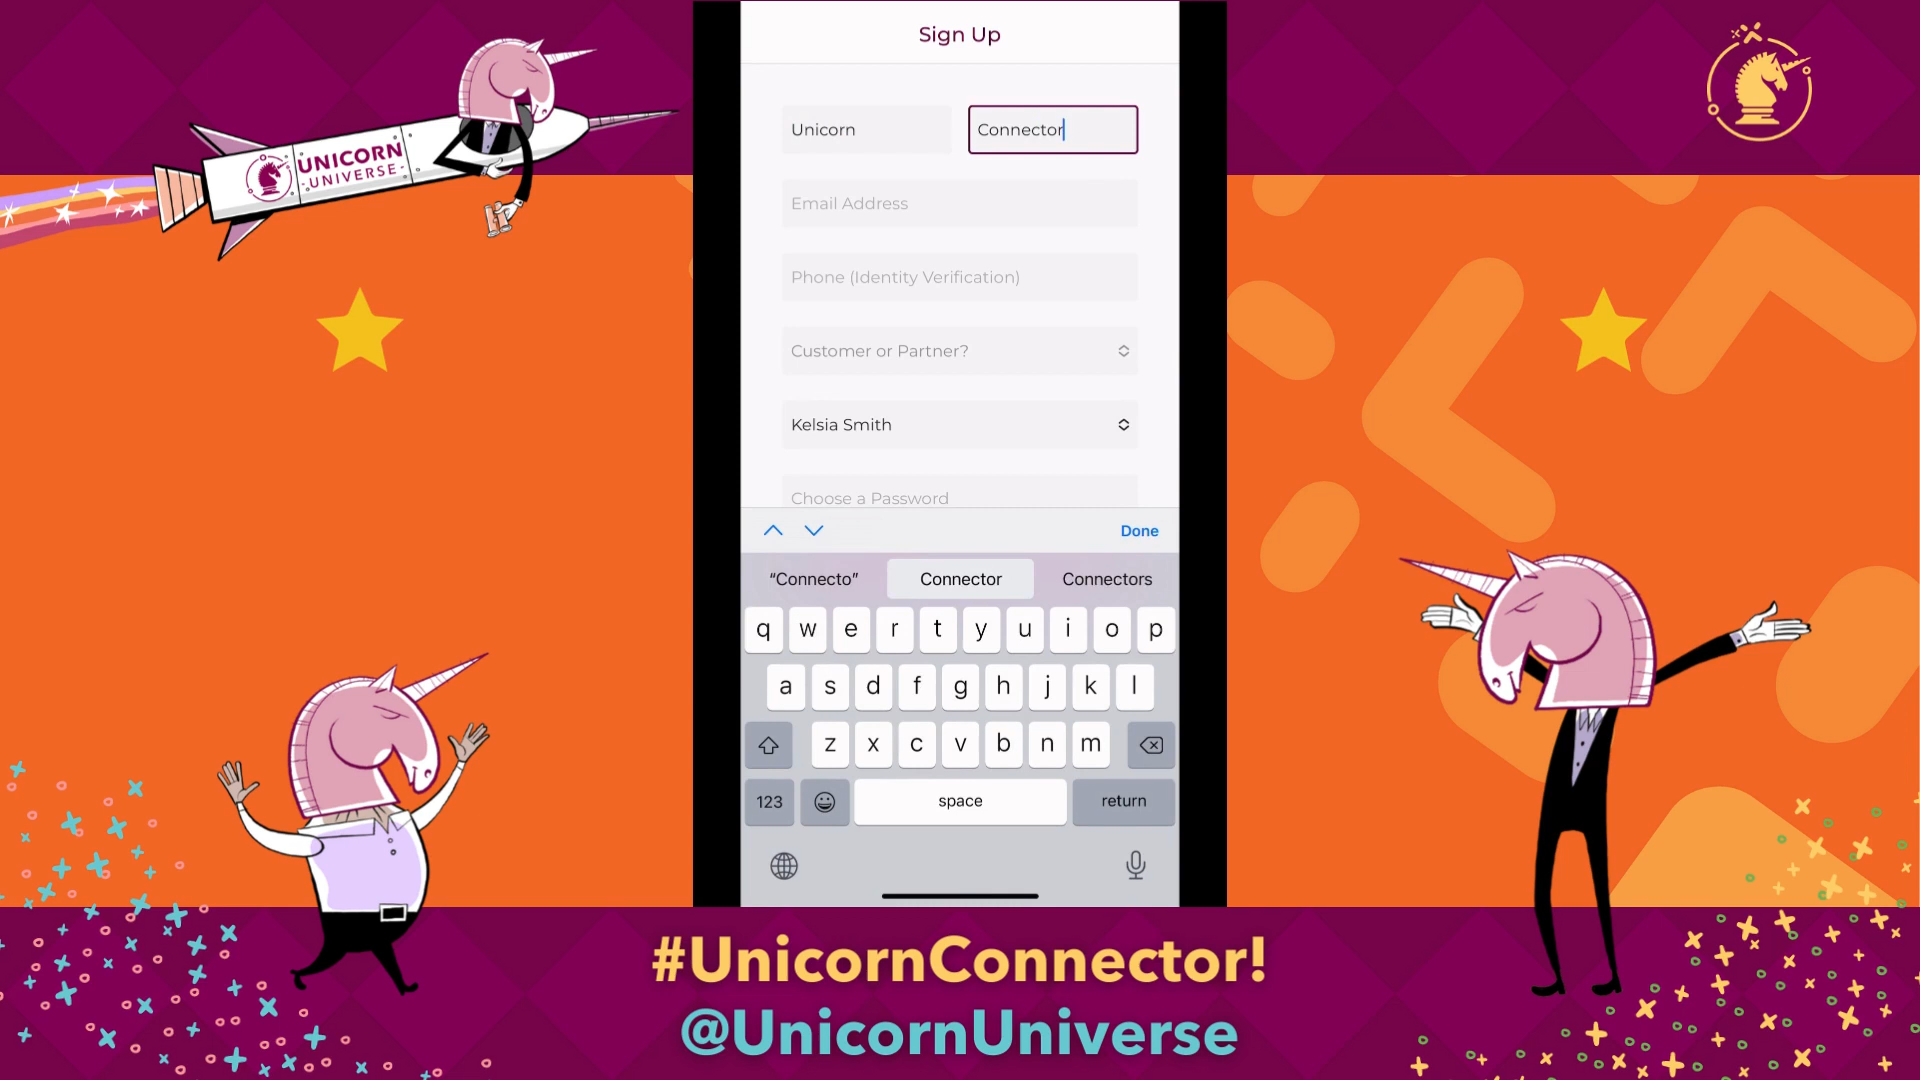 Sign Up
UNICORN
-UNIVERSE-
Unicorn
Connector
Email Address
Phone (Identity Verification)
Customer or Partner?
Kelsia Smith
Choose a Password
Done
“Connecto”
Connector
Connectors
q w e r t y u i o p
a s d f g h j k l
z x c v b n m
123
space
return
#UnicornConnector!
@UnicornUniverse